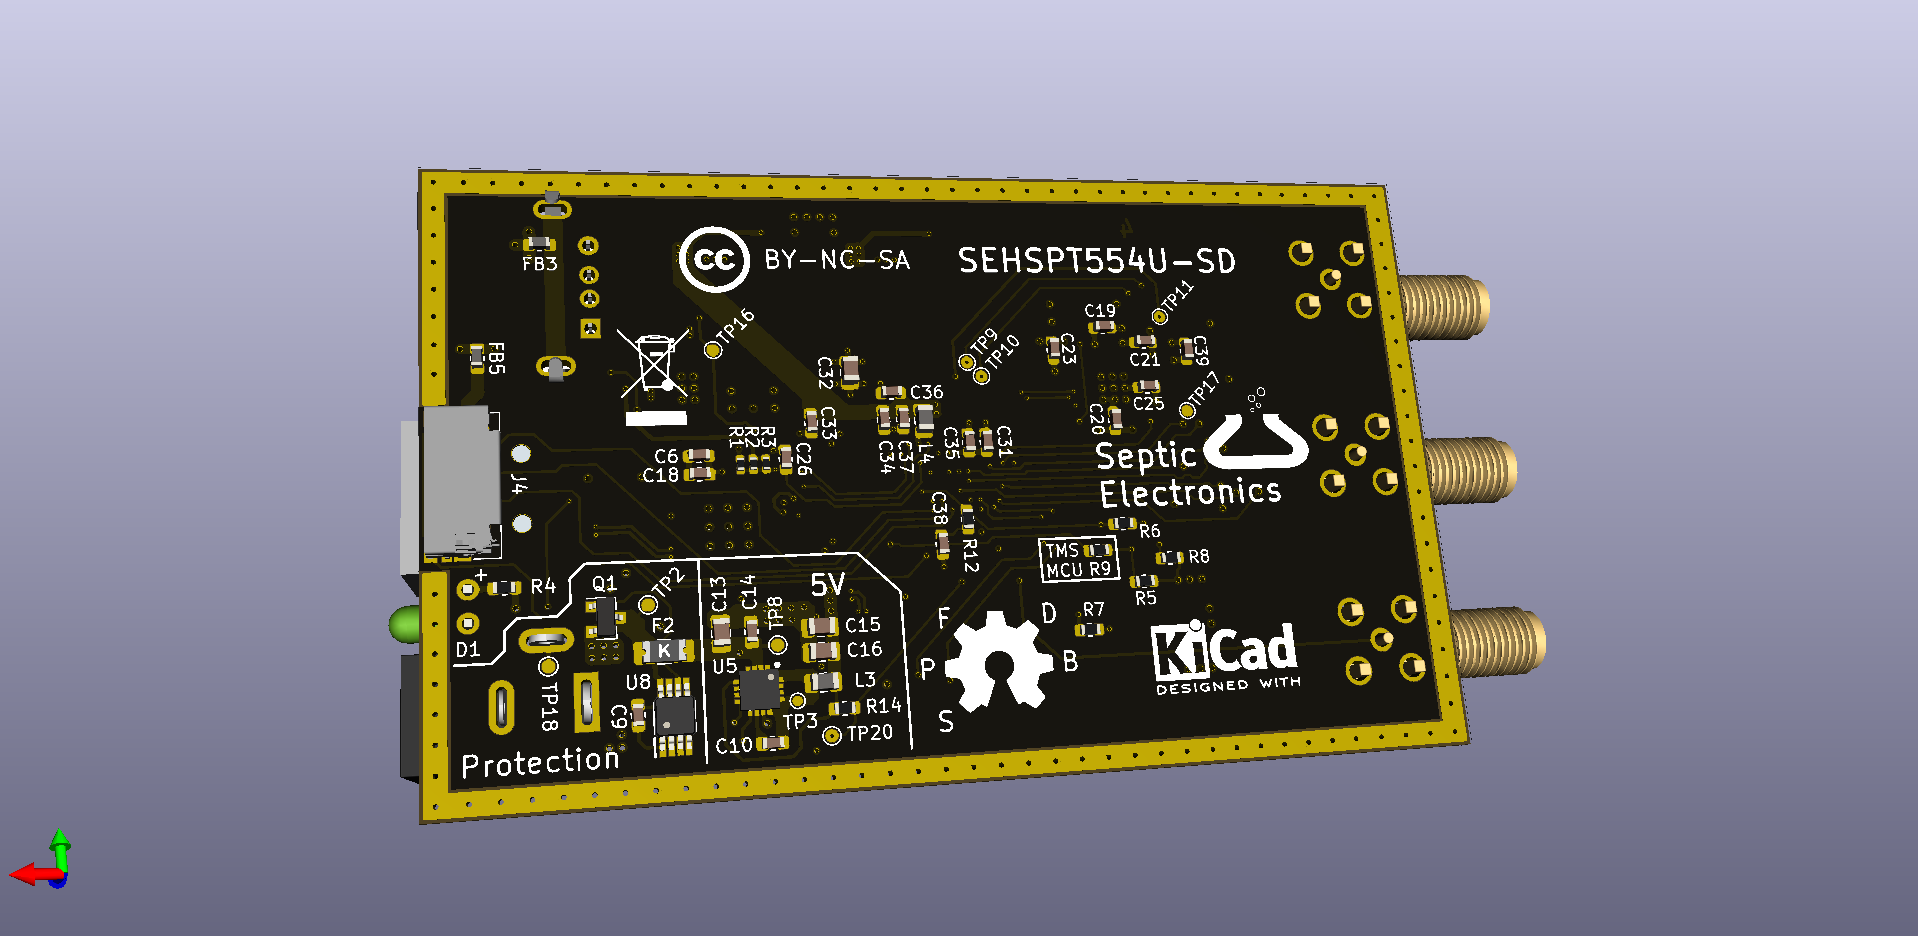 CC BY-NC-SA
SEHSPT554U-SD
FB3
TP11
C19
TP16
TP9
TP10
C23
C21
C39
FB5
C32
C36
TP17
C25
C20
C33
R1
R2
R3
C26
C34
C37
L4
C35
C31
C6
C18
Septic
Electronics
J4
C38
R12
R6
TMS
MCU R9
R8
R5
R7
+
R4
Q1
TP2
C13
C14
5V
TP8
F2
K
C15
C16
D1
U5
U8
L3
TP18
C9
TP3
R14
C10
TP20
Protection
F
D
P
B
S
KiCad
DESIGNED WITH